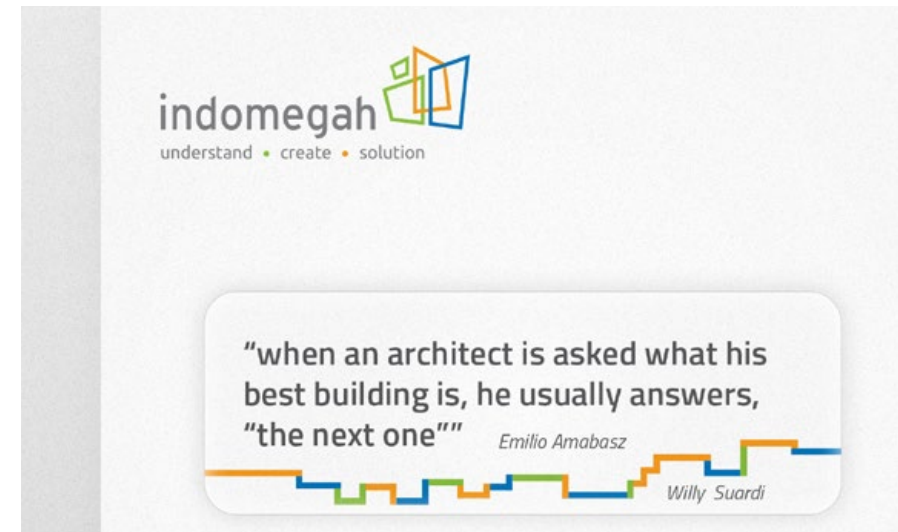 indomegah
understand • create • solution
“when an architect is asked what his
best building is, he usually answers,
“the next one”” Emilio Amabasz
Willy Suardi